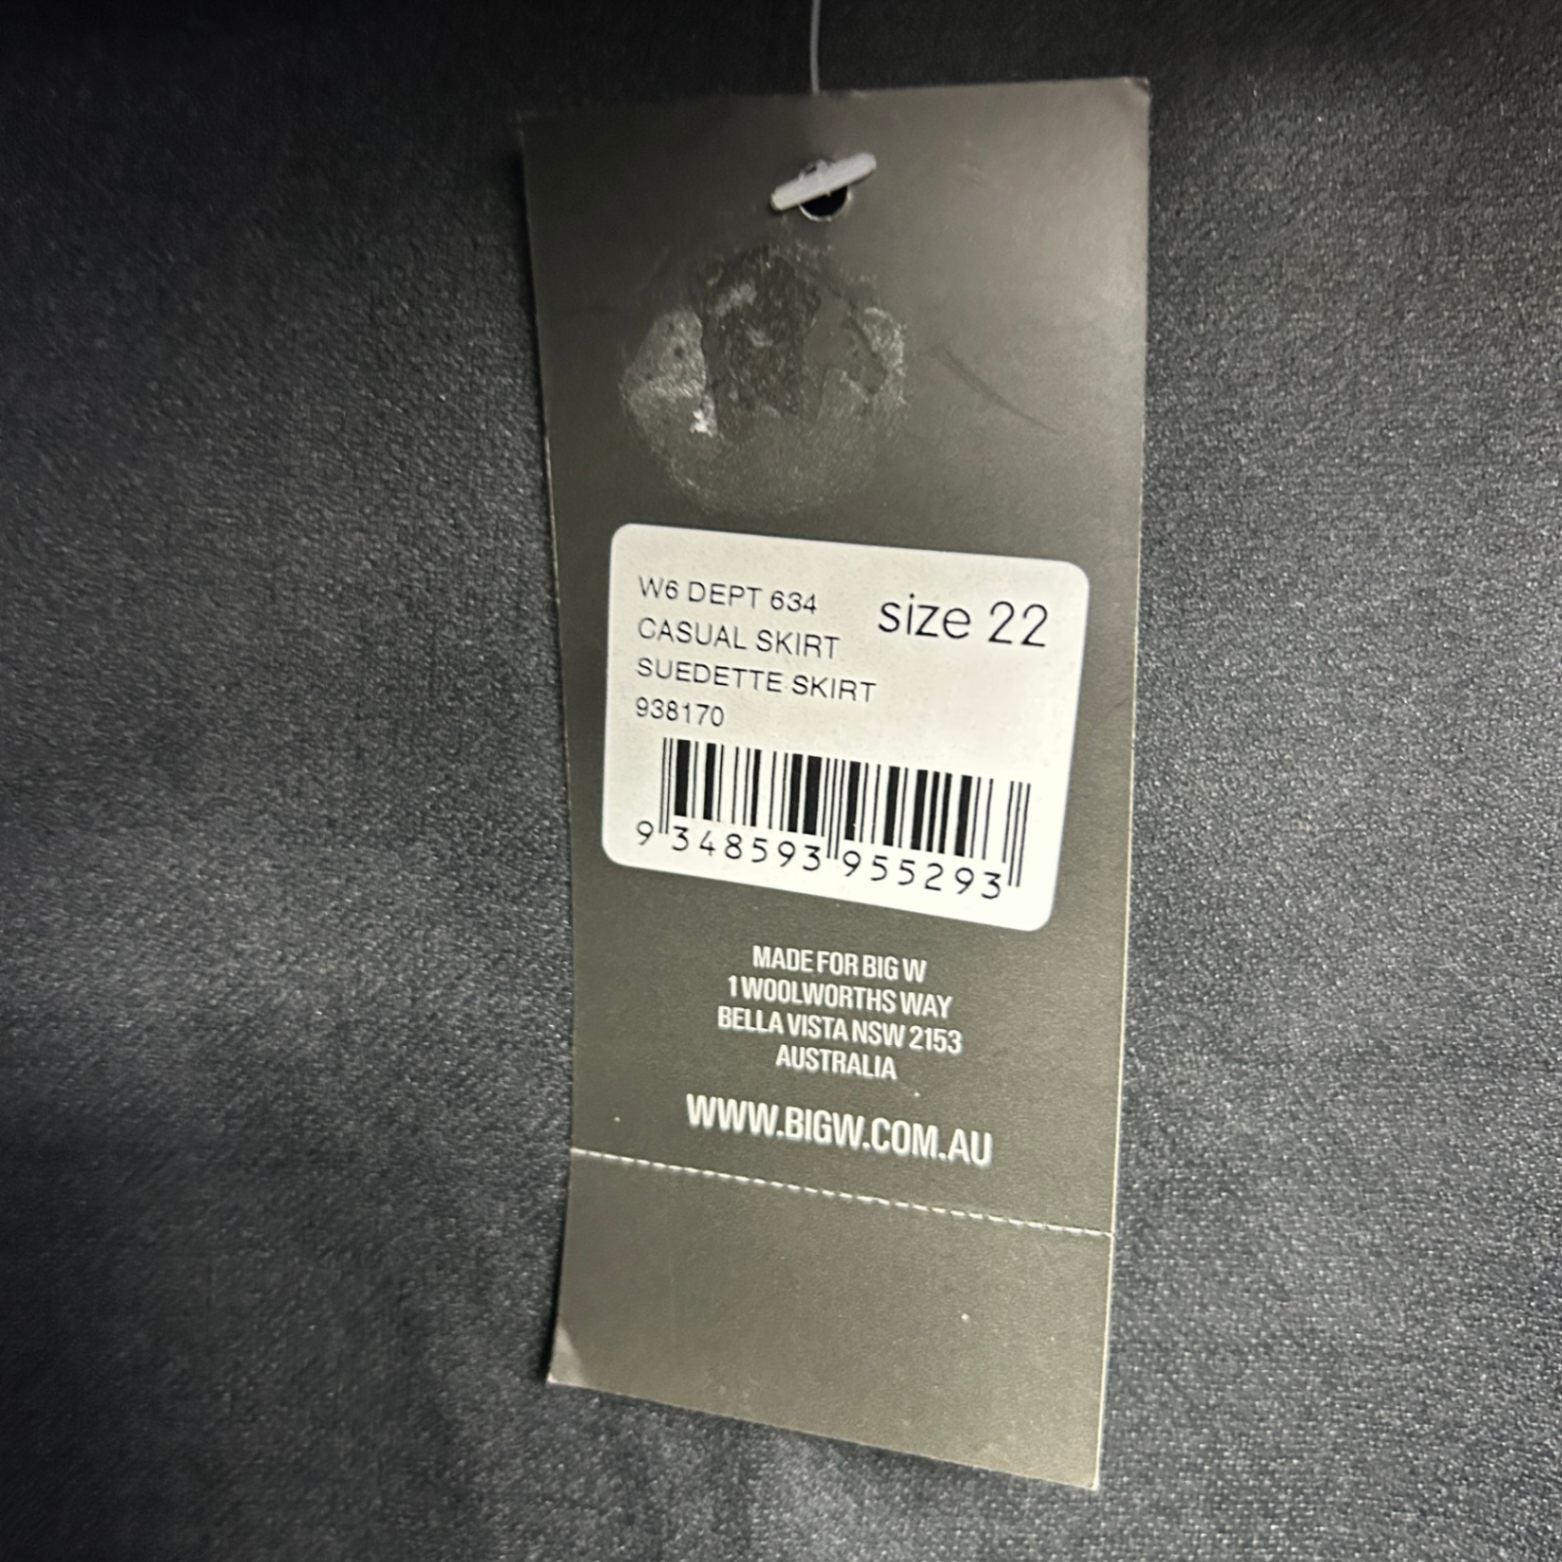 W6 DEPT 634
size 22
CASUAL SKIRT
SUEDETTE SKIRT
938170
9 348593 955293
MADE FOR BIG W
1 WOOLWORTHS WAY
BELLA VISTA NSW 2153
AUSTRALIA
WWW.BIGW.COM.AU